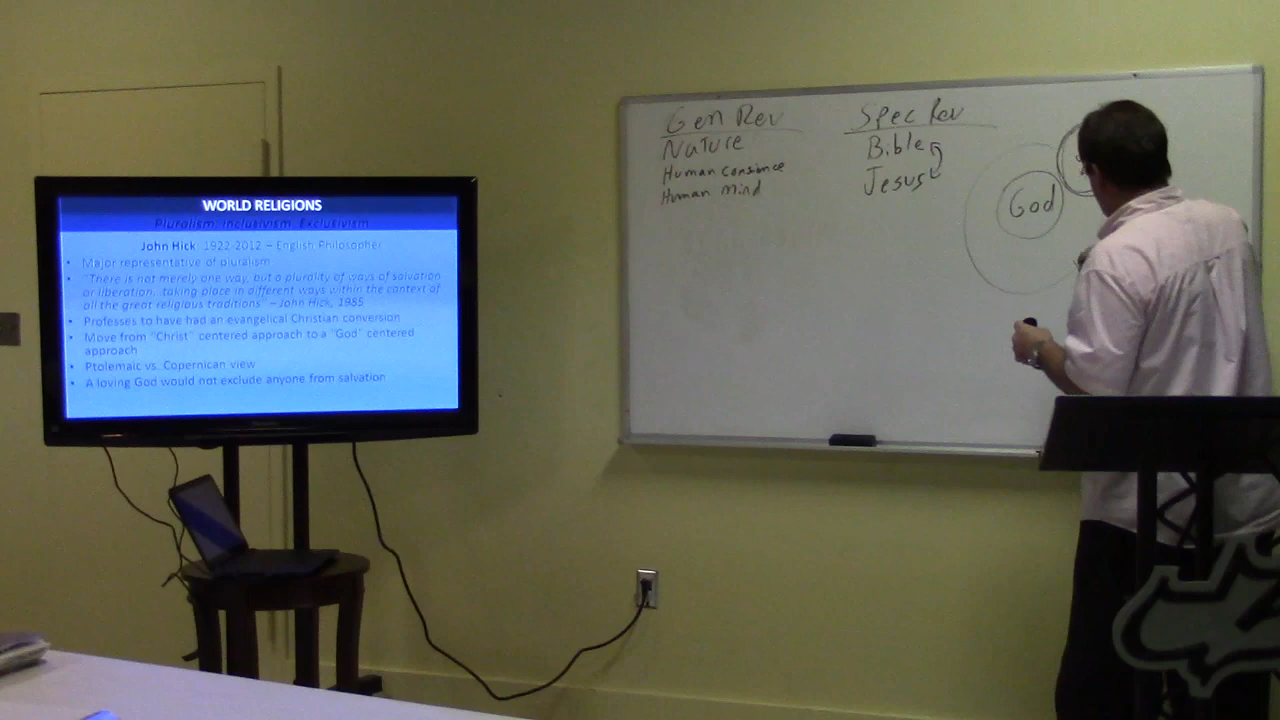 WORLD RELIGIONS
Pluralism, Inclusivism, Exclusivism
John Hick: 1922-2012 – English Philosopher
• Major representative of pluralism
• "There is not merely one way, but a plurality of ways of salvation
or liberation...taking place in different ways within the context of
all the great religious traditions" – John Hick, 1985
• Professes to have had an evangelical Christian conversion
• Move from "Christ" centered approach to a "God" centered
approach
• Ptolemaic vs. Copernican view
• A loving God would not exclude anyone from salvation
Gen Rev
Nature
Human consince
Human Mind
Spec Rev
Bible
Jesus
God